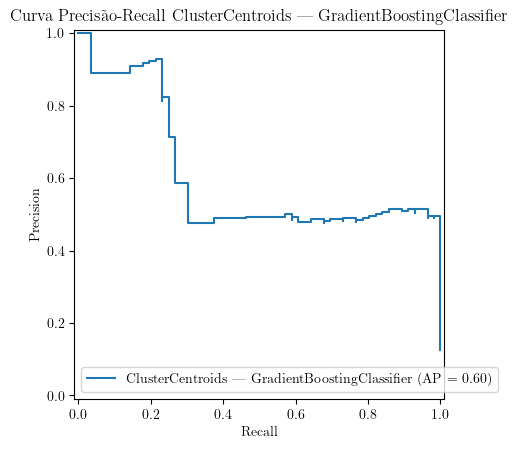 Curva Precisão-Recall ClusterCentroids — GradientBoostingClassifier
1.0
0.8
0.6
0.4
0.2
0.0
Precision
ClusterCentroids — GradientBoostingClassifier (AP = 0.60)
0.0 0.2 0.4 0.6 0.8 1.0
Recall